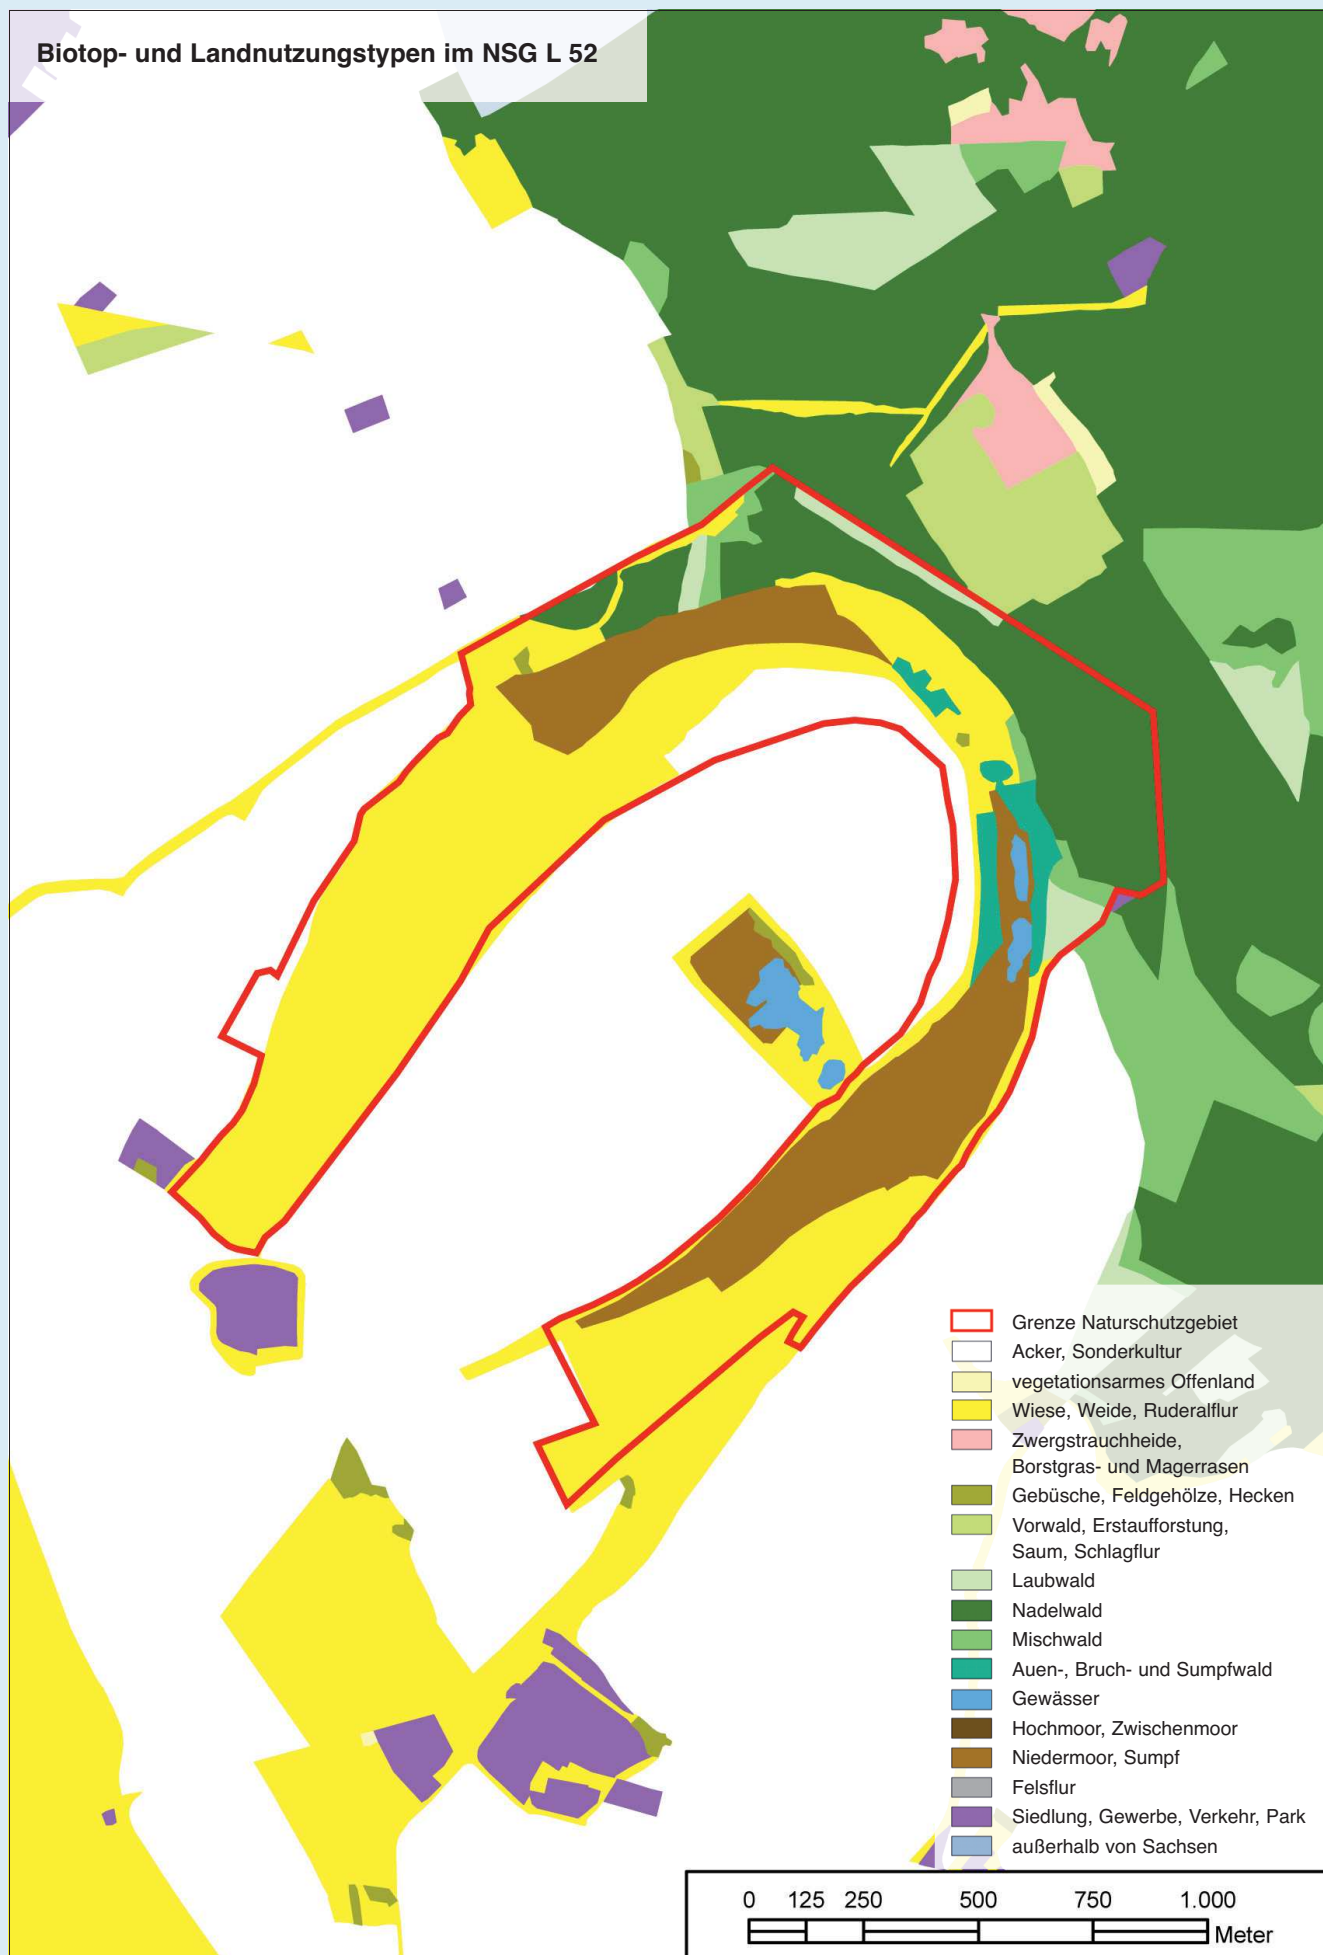 Biotop- und Landnutzungstypen im NSG L 52
Grenze Naturschutzgebiet
Acker, Sonderkultur
vegetationsarmes Offenland
Wiese, Weide, Ruderalflur
Zwergstrauchheide,
Borstgras- und Magerrasen
Gebüsche, Feldgehölze, Hecken
Vorwald, Erstaufforstung,
Saum, Schlagflur
Laubwald
Nadelwald
Mischwald
Auen-, Bruch- und Sumpfwald
Gewässer
Hochmoor, Zwischenmoor
Niedermoor, Sumpf
Felsflur
Siedlung, Gewerbe, Verkehr, Park
außerhalb von Sachsen
0 125 250 500 750 1.000
Meter